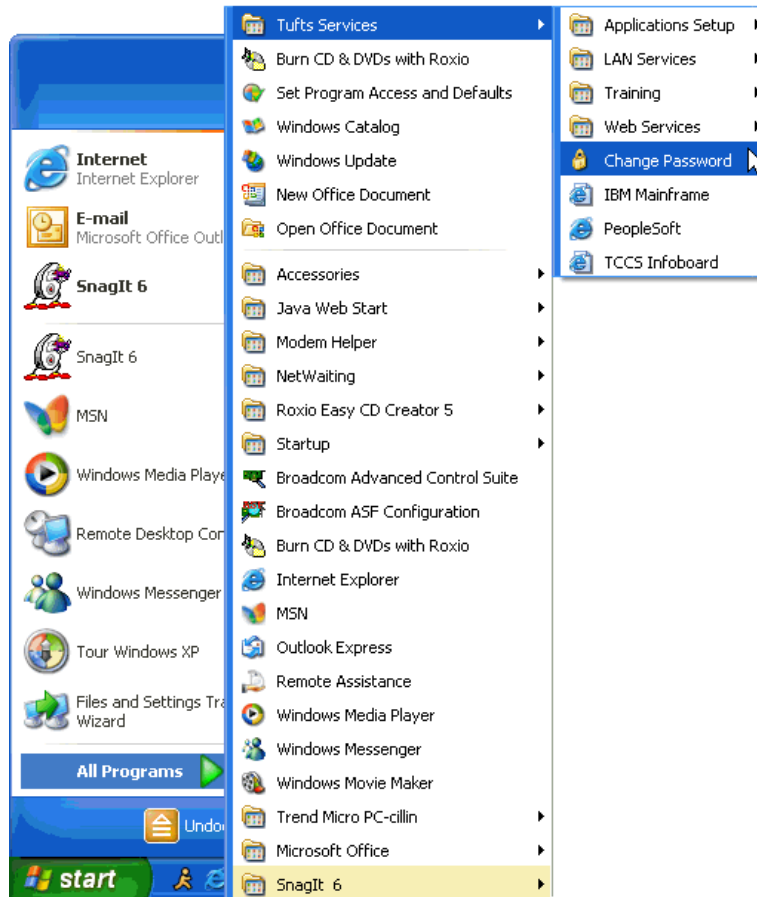 Internet
Internet Explorer
E-mail
Microsoft Office Outl
SnagIt 6
SnagIt 6
MSN
Windows Media Playe
Remote Desktop Con
Windows Messenger
Tour Windows XP
Files and Settings Tra
Wizard
All Programs
Undo
start
Tufts Services
Burn CD & DVDs with Roxio
Set Program Access and Defaults
Windows Catalog
Windows Update
New Office Document
Open Office Document
Accessories
Java Web Start
Modem Helper
NetWaiting
Roxio Easy CD Creator 5
Startup
Broadcom Advanced Control Suite
Broadcom ASF Configuration
Burn CD & DVDs with Roxio
Internet Explorer
MSN
Outlook Express
Remote Assistance
Windows Media Player
Windows Messenger
Windows Movie Maker
Trend Micro PC-cillin
Microsoft Office
SnagIt 6
Applications Setup
LAN Services
Training
Web Services
Change Password
IBM Mainframe
PeopleSoft
TCCS Infoboard